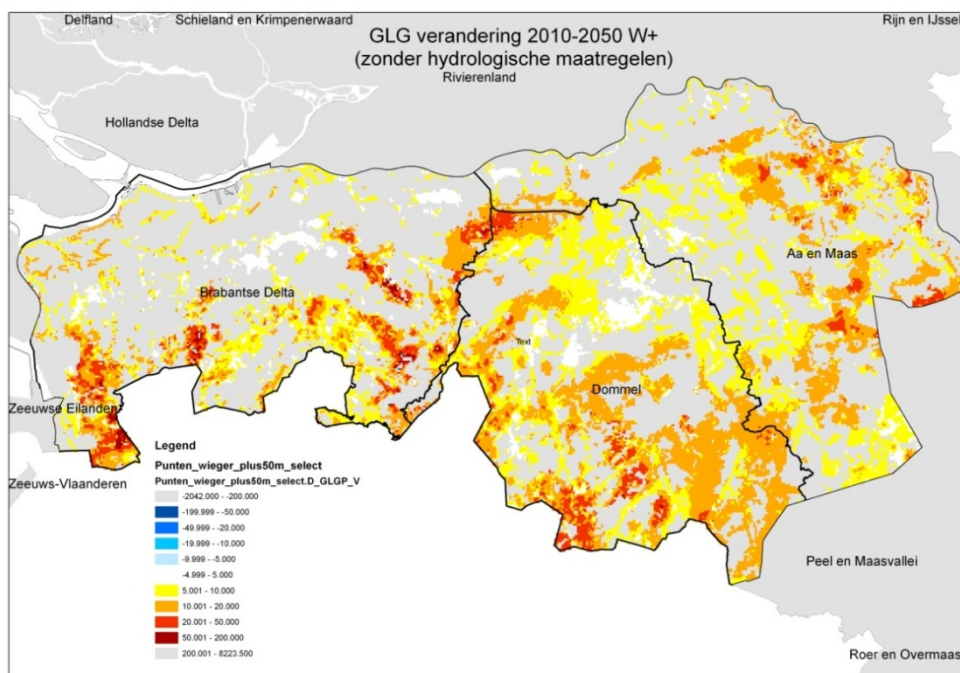 Delfland
Schieland en Krimpenerwaard
Rijn en IJssel
GLG verandering 2010-2050 W+
(zonder hydrologische maatregelen)
Rivierenland
Hollandse Delta
Aa en Maas
Brabantse Delta
Text
Dommel
Zeeuwse Eilanden
Zeeuws-Vlaanderen
Legend
Punten_wieger_plus50m_select
Punten_wieger_plus50m_select.D_GLGP_V
-2042.000 - -200.000
-199.999 - -50.000
-49.999 - -20.000
-19.999 - -10.000
-9.999 - -5.000
-4.999 - 5.000
5.001 - 10.000
10.001 - 20.000
20.001 - 50.000
50.001 - 200.000
200.001 - 8223.500
Peel en Maasvallei
Roer en Overmaas